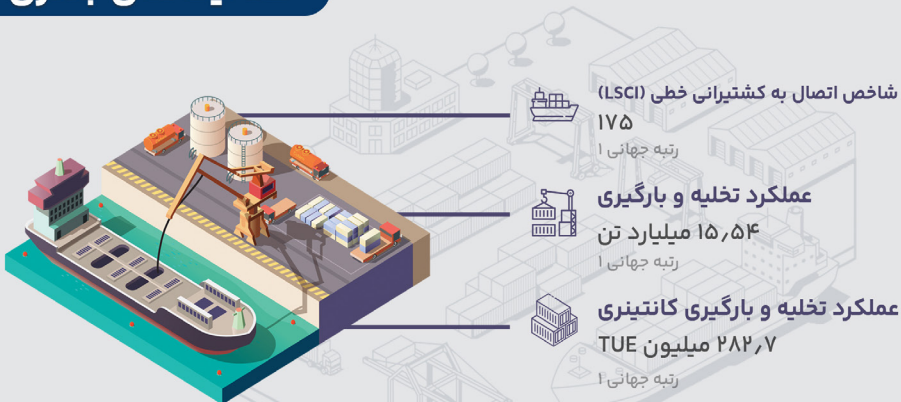 شاخص اتصال به کشتیرانی خطی (LSCI)
۱۷۵
رتبه جهانی ۱
عملکرد تخلیه و بارگیری
۱۵٫۵۴ میلیارد تن
رتبه جهانی ۱
عملکرد تخلیه و بارگیری کانتینری
۲۸۲٫۷ میلیون TUE
رتبه جهانی ۱